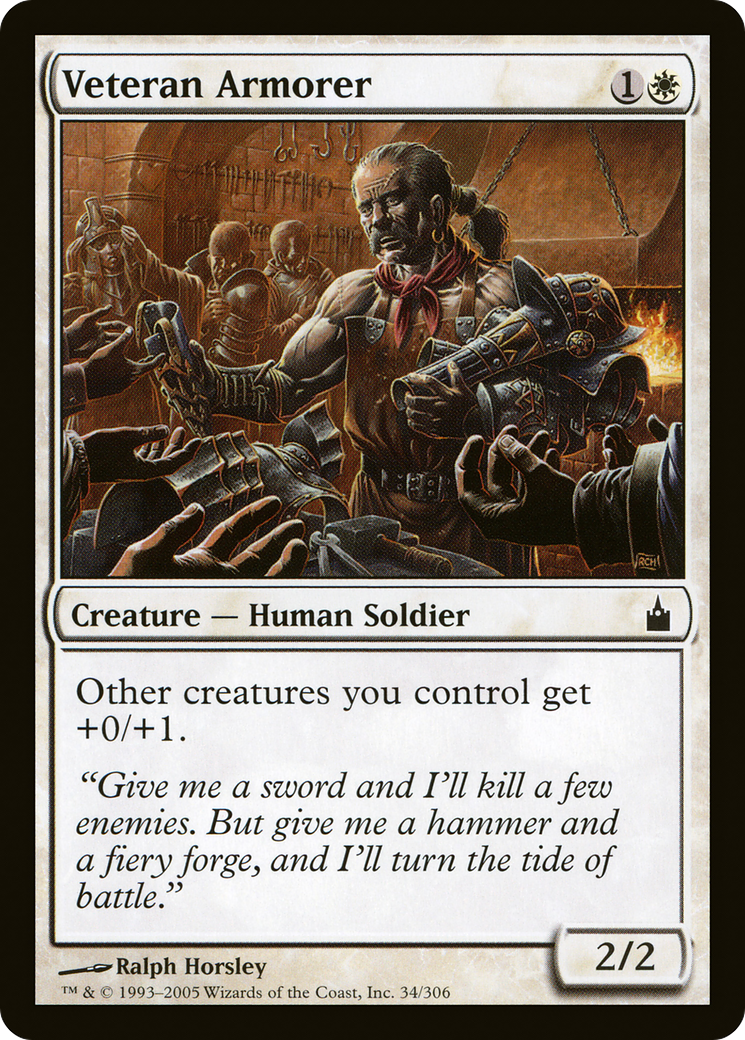 Veteran Armorer
1
RCH
Creature — Human Soldier
Other creatures you control get
+0/+1.
“Give me a sword and I’ll kill a few
enemies. But give me a hammer and
a fiery forge, and I’ll turn the tide of
battle.”
2/2
Ralph Horsley
™ & © 1993–2005 Wizards of the Coast, Inc. 34/306